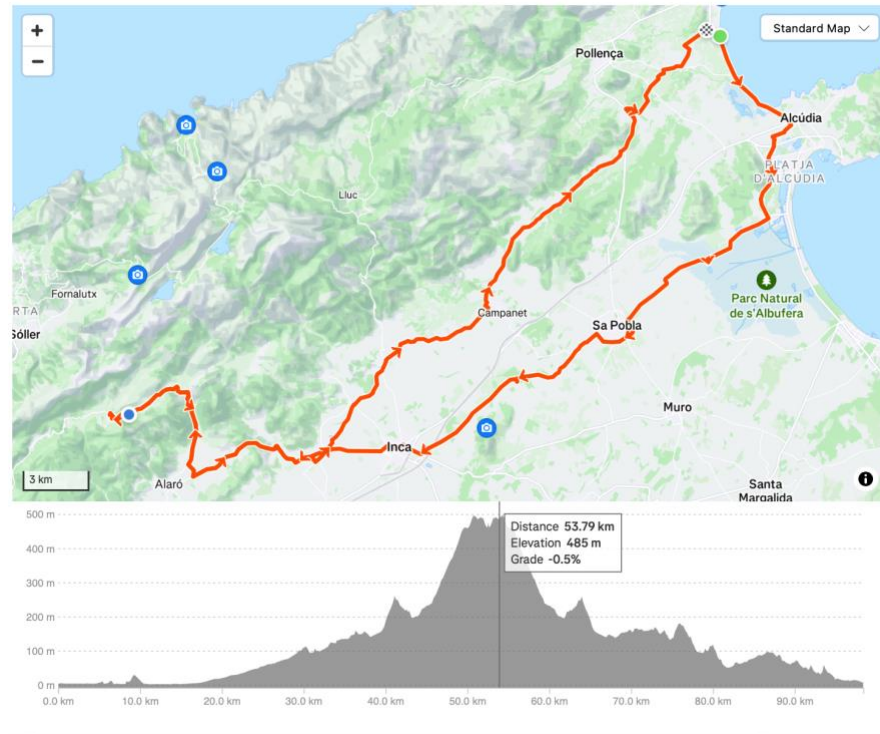 +
Standard Map
−
Pollença
Alcúdia
PLATJA
D'ALCÚDIA
Lluc
Fornalutx
RTA
Sóller
Campanet
Sa Pobla
Parc Natural
de s'Albufera
Muro
Inca
Alaró
Santa
Margalida
3 km
500 m
400 m
300 m
200 m
100 m
0 m
Distance 53.79 km
Elevation 485 m
Grade -0.5%
0.0 km 10.0 km 20.0 km 30.0 km 40.0 km 50.0 km 60.0 km 70.0 km 80.0 km 90.0 km